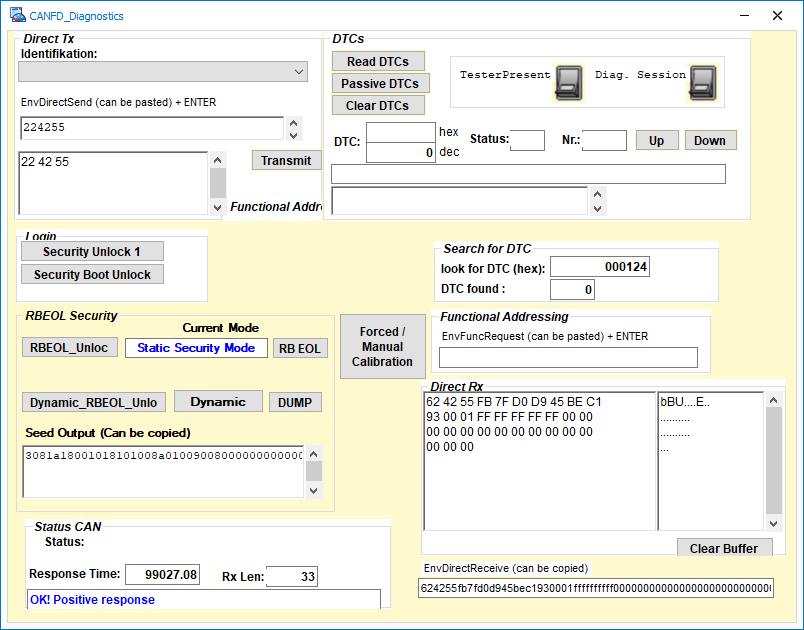 CANFD_Diagnostics
Direct Tx
Identifikation:
EnvDirectSend (can be pasted) + ENTER
224255
22 42 55
Transmit
Functional Addr
DTCs
Read DTCs
Passive DTCs
Clear DTCs
TesterPresent
Diag. Session
DTC:
hex
0 dec
Status:
Nr.:
Up
Down
Login
Security Unlock 1
Security Boot Unlock
Search for DTC
look for DTC (hex): 000124
DTC found : 0
RBEOL Security
Current Mode
RBEOL_Unloc
Static Security Mode
RB EOL
Dynamic_RBEOL_Unlo
Dynamic
DUMP
Seed Output (Can be copied)
3081a18001018101008a01009008000000000000
Forced /
Manual
Calibration
Functional Addressing
EnvFuncRequest (can be pasted) + ENTER
Direct Rx
62 42 55 FB 7F D0 D9 45 BE C1
93 00 01 FF FF FF FF FF 00 00
00 00 00 00 00 00 00 00 00 00
00 00 00
bBU....E..
..........
..........
...
Clear Buffer
Status CAN
Status:
Response Time: 99027.08
Rx Len: 33
OK! Positive response
EnvDirectReceive (can be copied)